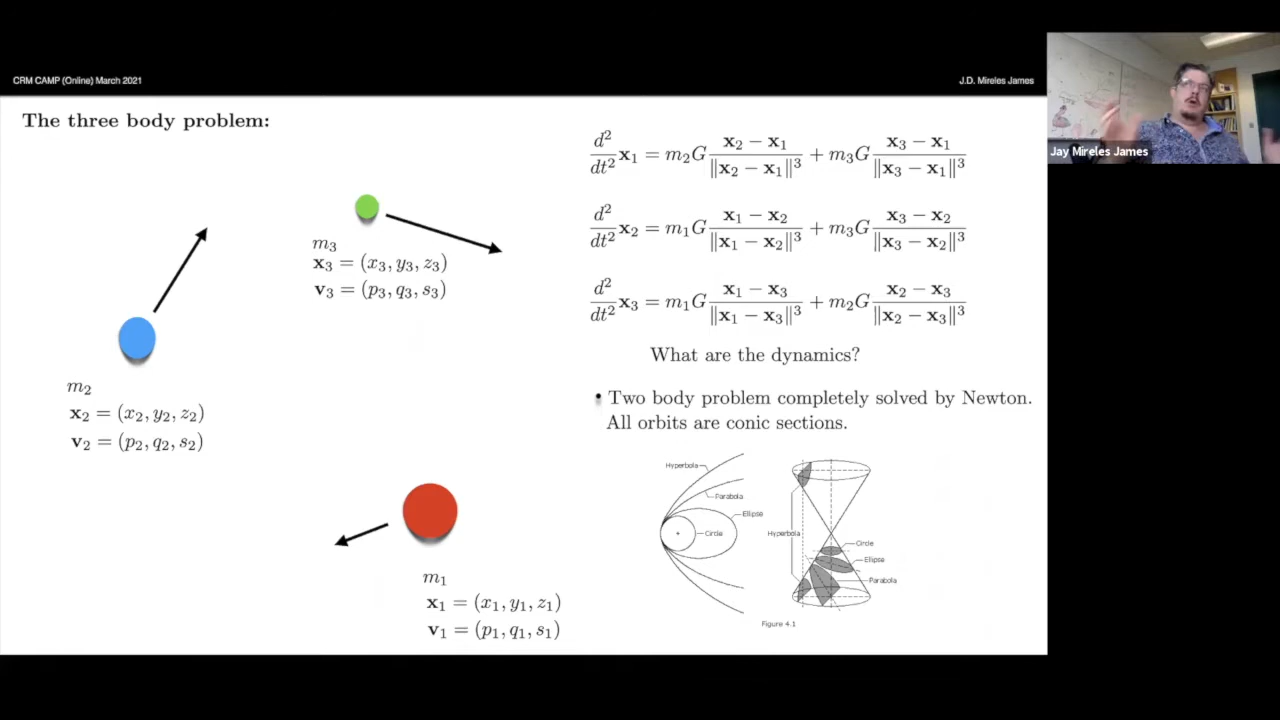 CRM CAMP (Online) March 2021
J.D. Mireles James
Jay Mireles James
The three body problem:
m₃
𝐱₃ = (x₃, y₃, z₃)
𝐯₃ = (p₃, q₃, s₃)
m₂
𝐱₂ = (x₂, y₂, z₂)
𝐯₂ = (p₂, q₂, s₂)
m₁
𝐱₁ = (x₁, y₁, z₁)
𝐯₁ = (p₁, q₁, s₁)
d²/dt² 𝐱₁ = m₂G (𝐱₂ − 𝐱₁)/‖𝐱₂ − 𝐱₁‖³ + m₃G (𝐱₃ − 𝐱₁)/‖𝐱₃ − 𝐱₁‖³
d²/dt² 𝐱₂ = m₁G (𝐱₁ − 𝐱₂)/‖𝐱₁ − 𝐱₂‖³ + m₃G (𝐱₃ − 𝐱₂)/‖𝐱₃ − 𝐱₂‖³
d²/dt² 𝐱₃ = m₁G (𝐱₁ − 𝐱₃)/‖𝐱₁ − 𝐱₃‖³ + m₂G (𝐱₂ − 𝐱₃)/‖𝐱₂ − 𝐱₃‖³
What are the dynamics?
• Two body problem completely solved by Newton.
All orbits are conic sections.
Hyperbola
Parabola
Ellipse
Circle
Hyperbola
Circle
Ellipse
Parabola
Figure 4.1